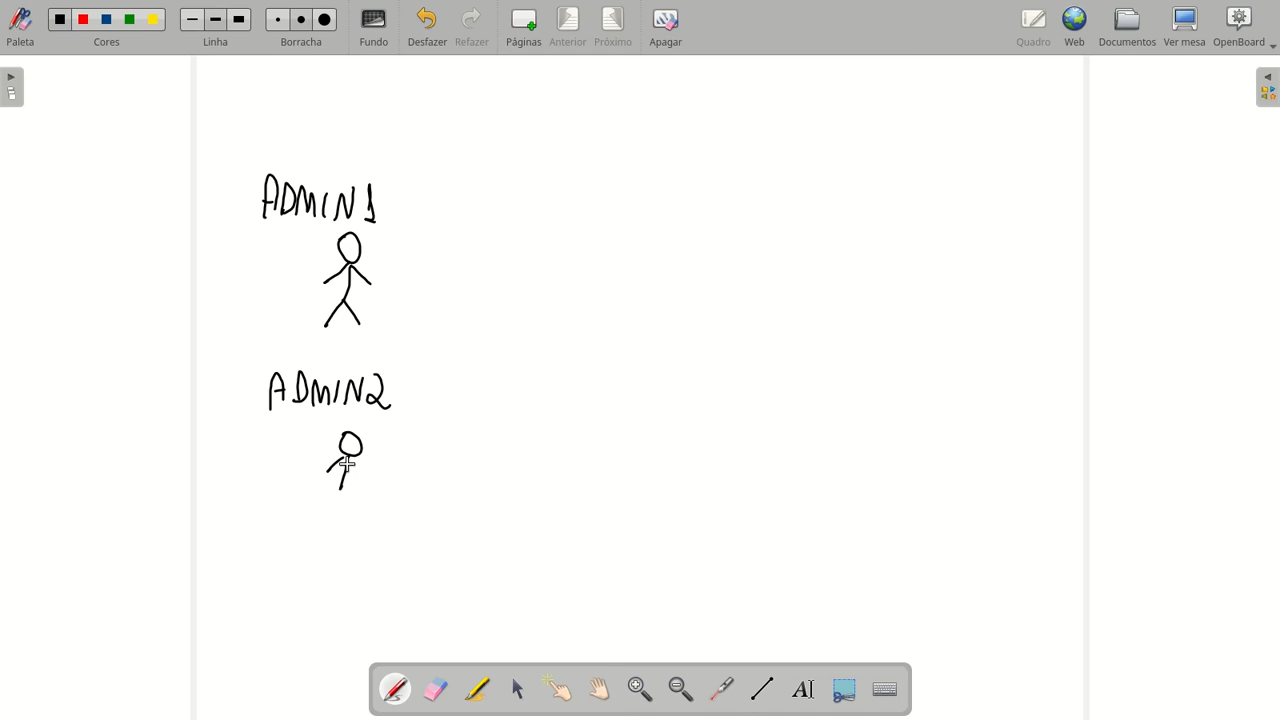 Paleta Cores Linha Borracha Fundo Desfazer Refazer Páginas Anterior Próximo Apagar Quadro Web Documentos Ver mesa OpenBoard
ADMIN1
ADMIN2
AI